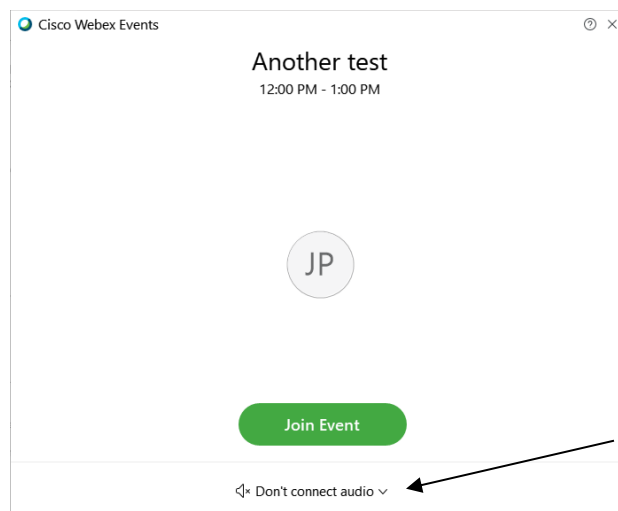 Cisco Webex Events
Another test
12:00 PM - 1:00 PM
JP
Join Event
Don't connect audio